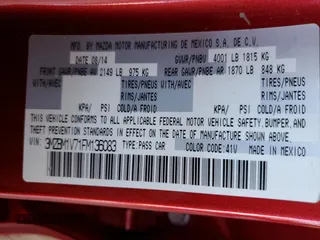 MFD. BY MAZDA MOTOR MANUFACTURING DE MEXICO S.A. DE C.V.
DATE 08/14 GVWR/PNBV 4001 LB 1815 KG
FRONT GAWR/PNBE AV 2149 LB 975 KG REAR GAWR/PNBE AR 1870 LB 848 KG
WITH/AVEC TIRES/PNEUS WITH/AVEC TIRES/PNEUS
RIMS/JANTES RIMS/JANTES
KPA/ PSI COLD/A FROID KPA/ PSI COLD/A FROID
THIS VEHICLE CONFORMS TO ALL APPLICABLE FEDERAL MOTOR VEHICLE SAFETY, BUMPER, AND
THEFT PREVENTION STANDARDS IN EFFECT ON THE DATE OF MANUFACTURE SHOWN ABOVE.
MADE IN MEXICO
TYPE: PASS CAR COLOR CODE: 41V